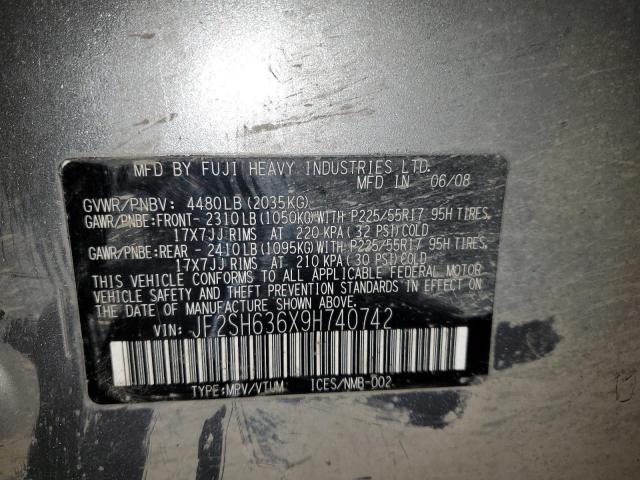 MFD BY FUJI HEAVY INDUSTRIES LTD.
MFD IN 06/08
GVWR/PNBV: 4480LB(2035KG)
GAWR/PNBE:FRONT-2310LB(1050KG)WITH P225/55R17 95H TIRES,
17X7JJ RIMS AT 220 KPA(32 PSI)COLD
GAWR/PNBE:REAR -2410LB(1095KG)WITH P225/55R17 95H TIRES,
17X7JJ RIMS AT 210 KPA(30 PSI)COLD
THIS VEHICLE CONFORMS TO ALL APPLICABLE FEDERAL MOTOR
VEHICLE SAFETY AND THEFT PREVENTION STANDARDS IN EFFECT ON
THE DATE OF MANUFACTURE SHOWN ABOVE.
VIN: JF2SH636X9H740742
TYPE:MPV/VTUM ICES/NMB-002